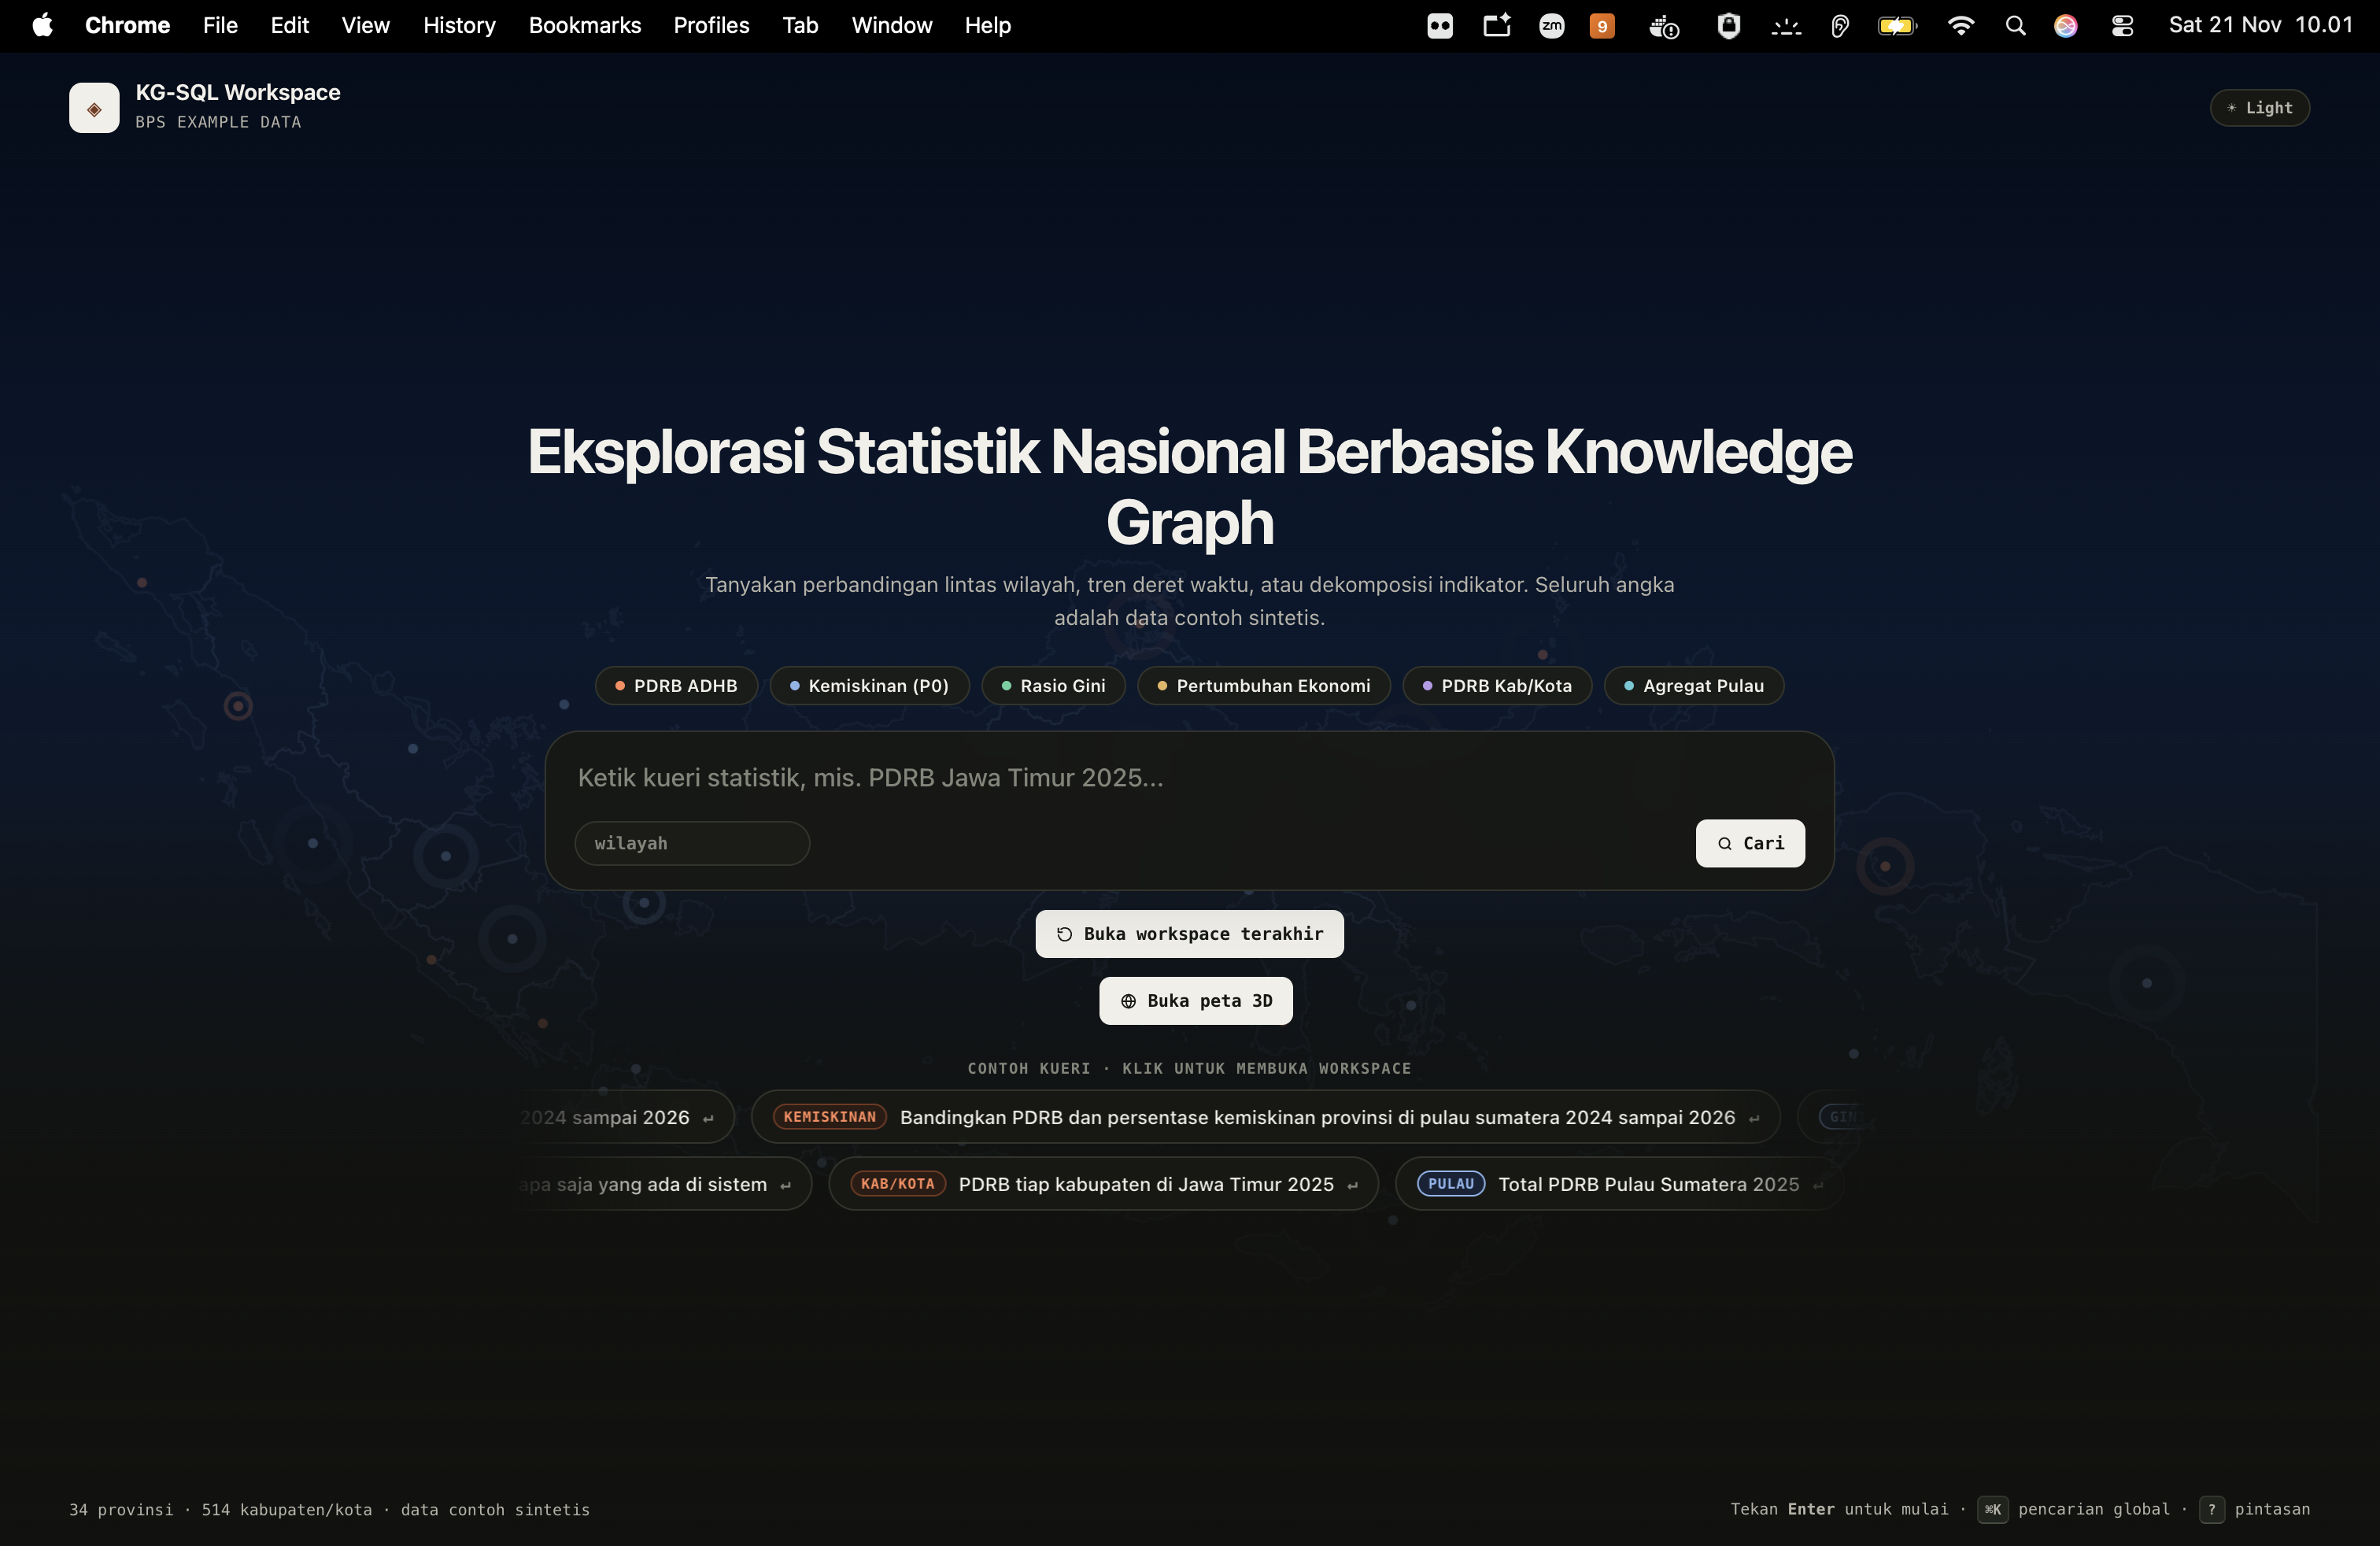 Chrome File Edit View History Bookmarks Profiles Tab Window Help
zm 9 Sat 21 Nov 10.01
KG-SQL Workspace
BPS EXAMPLE DATA
Light
Eksplorasi Statistik Nasional Berbasis Knowledge
Graph
Tanyakan perbandingan lintas wilayah, tren deret waktu, atau dekomposisi indikator. Seluruh angka
adalah data contoh sintetis.
PDRB ADHB
Kemiskinan (P0)
Rasio Gini
Pertumbuhan Ekonomi
PDRB Kab/Kota
Agregat Pulau
Ketik kueri statistik, mis. PDRB Jawa Timur 2025...
wilayah
Cari
Buka workspace terakhir
Buka peta 3D
CONTOH KUERI · KLIK UNTUK MEMBUKA WORKSPACE
2024 sampai 2026 ↵
KEMISKINAN Bandingkan PDRB dan persentase kemiskinan provinsi di pulau sumatera 2024 sampai 2026 ↵
apa saja yang ada di sistem ↵
KAB/KOTA PDRB tiap kabupaten di Jawa Timur 2025 ↵
PULAU Total PDRB Pulau Sumatera 2025 ↵
34 provinsi · 514 kabupaten/kota · data contoh sintetis
Tekan Enter untuk mulai · ⌘K pencarian global · ? pintasan